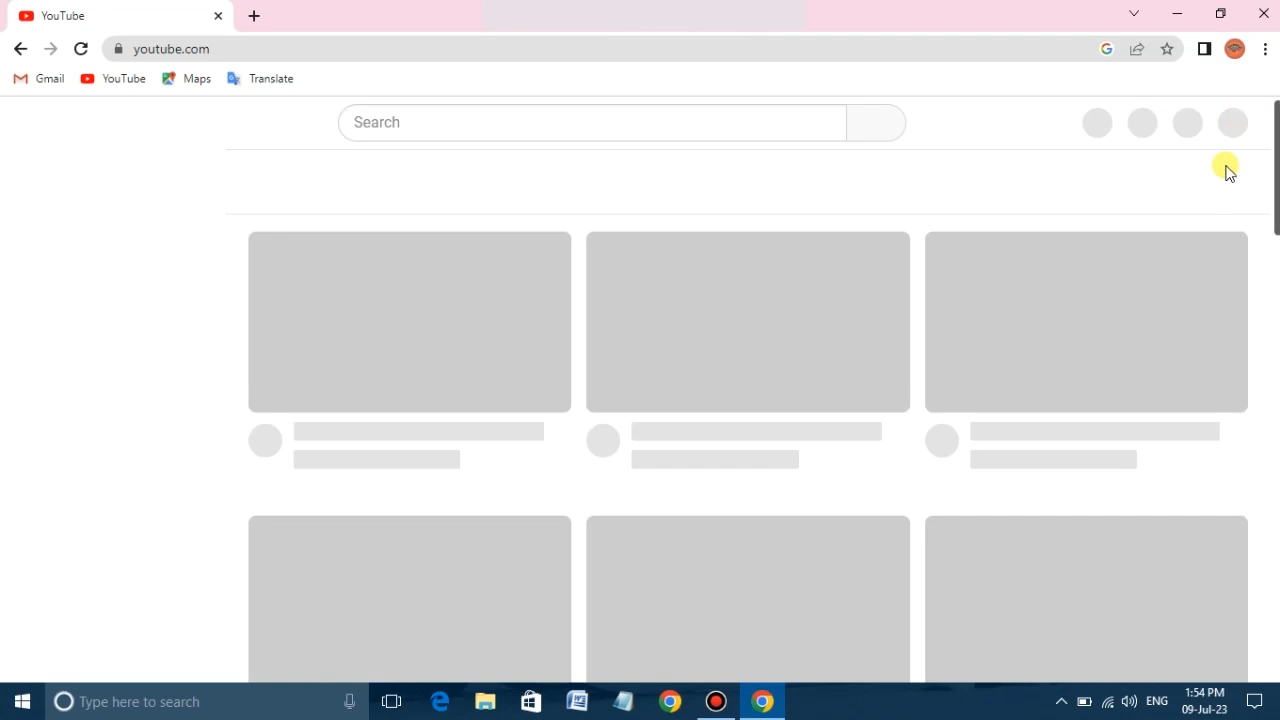 YouTube
youtube.com
Gmail YouTube Maps Translate
Search
Type here to search
ENG
1:54 PM
09-Jul-23